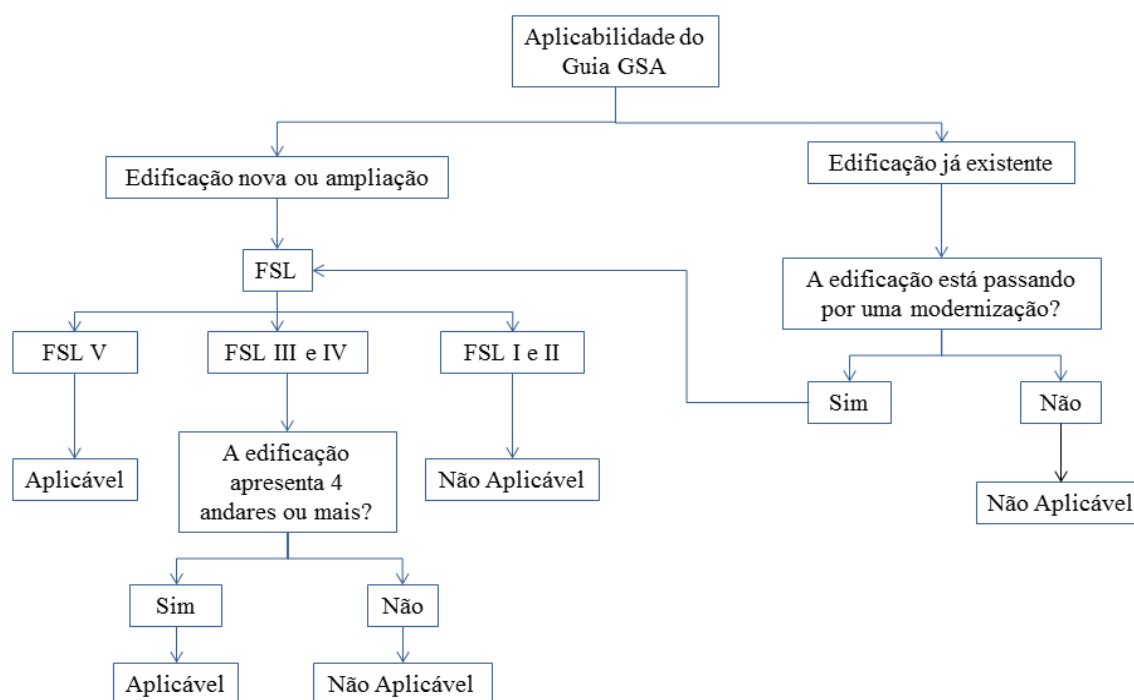 Aplicabilidade do
Guia GSA
Edificação nova ou ampliação
Edificação já existente
FSL
A edificação está passando
por uma modernização?
FSL V
FSL III e IV
FSL I e II
Sim
Não
Aplicável
A edificação
apresenta 4
andares ou mais?
Não Aplicável
Não Aplicável
Sim
Não
Aplicável
Não Aplicável